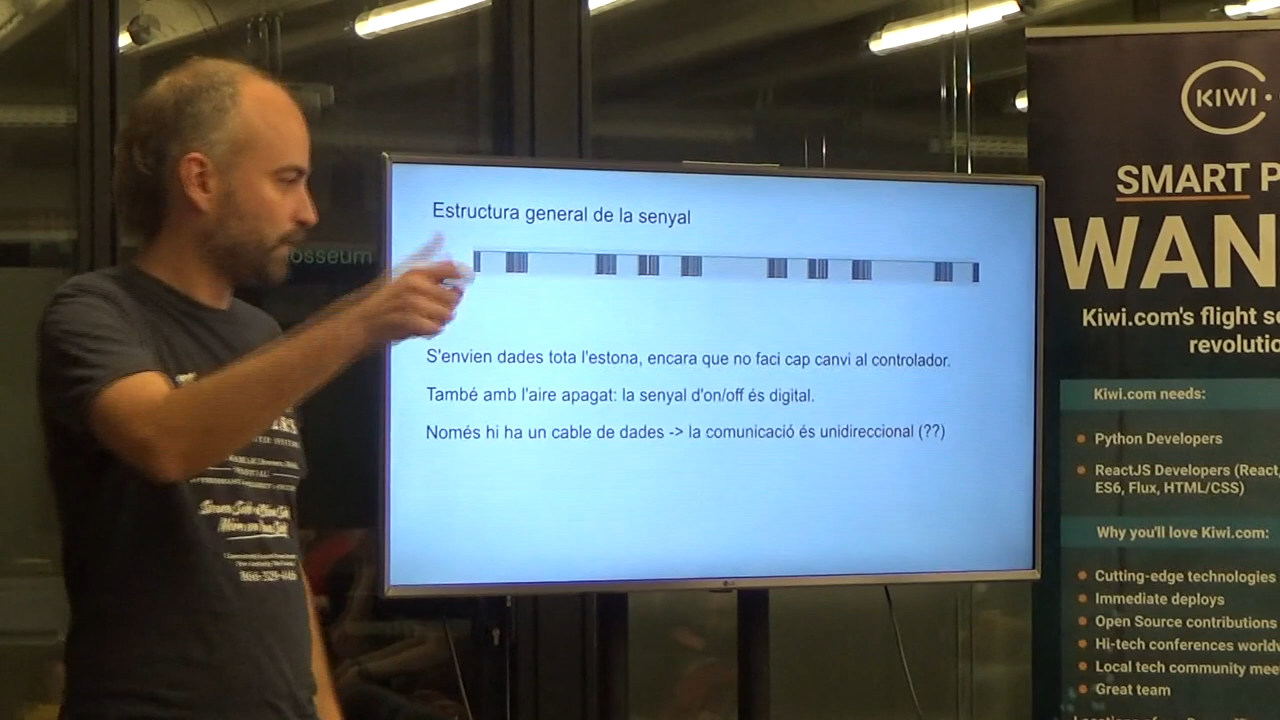 Estructura general de la senyal
S'envien dades tota l'estona, encara que no faci cap canvi al controlador.
També amb l'aire apagat: la senyal d'on/off és digital.
Només hi ha un cable de dades -> la comunicació és unidireccional (??)
LG
osseum
KIWI
SMART P
WAN
Kiwi.com's flight se
revolutio
Kiwi.com needs:
Python Developers
ReactJS Developers (React,
ES6, Flux, HTML/CSS)
Why you'll love Kiwi.com:
Cutting-edge technologies
Immediate deploys
Open Source contributions
Hi-tech conferences worldw
Local tech community mee
Great team